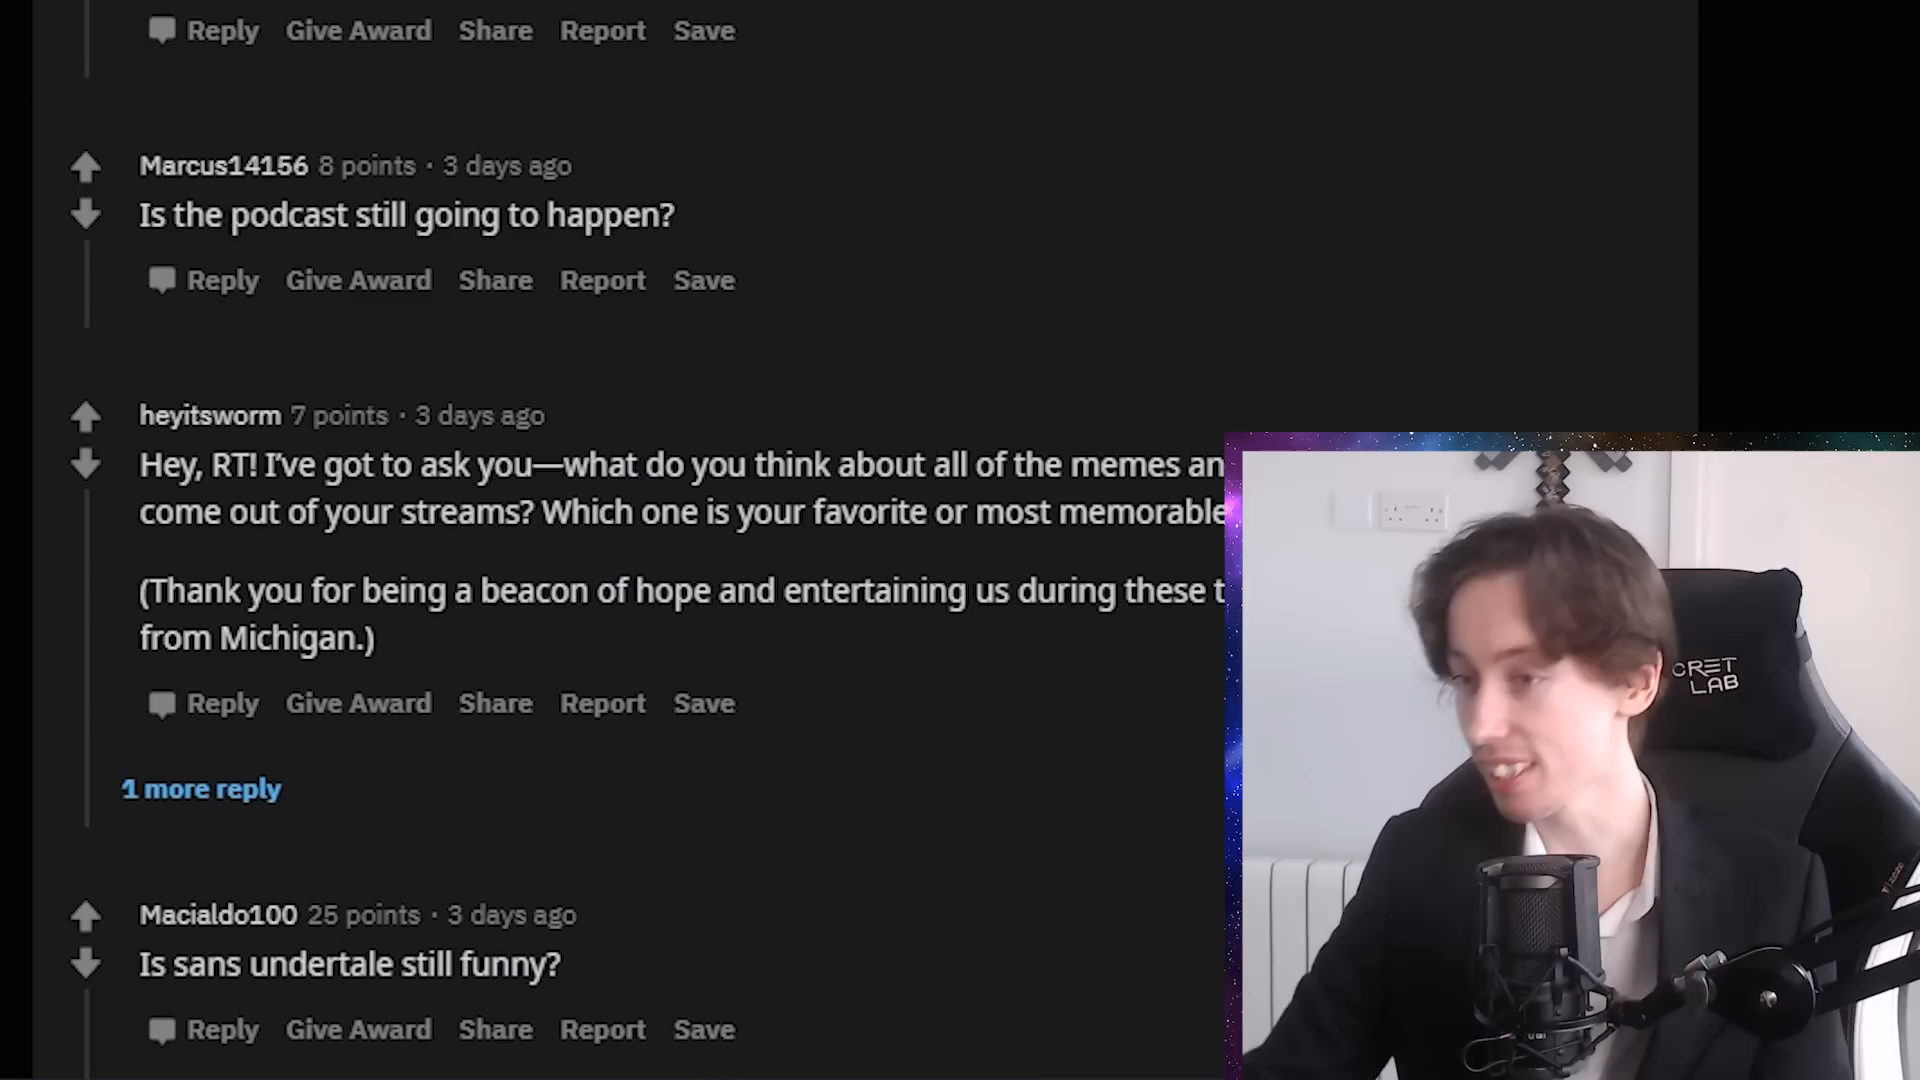 Reply Give Award Share Report Save
Marcus14156 8 points · 3 days ago
Is the podcast still going to happen?
Reply Give Award Share Report Save
heyitsworm 7 points · 3 days ago
Hey, RT! I've got to ask you—what do you think about all of the memes an
come out of your streams? Which one is your favorite or most memorable
(Thank you for being a beacon of hope and entertaining us during these t
from Michigan.)
Reply Give Award Share Report Save
1 more reply
Macialdo100 25 points · 3 days ago
Is sans undertale still funny?
Reply Give Award Share Report Save
CRET
LAB